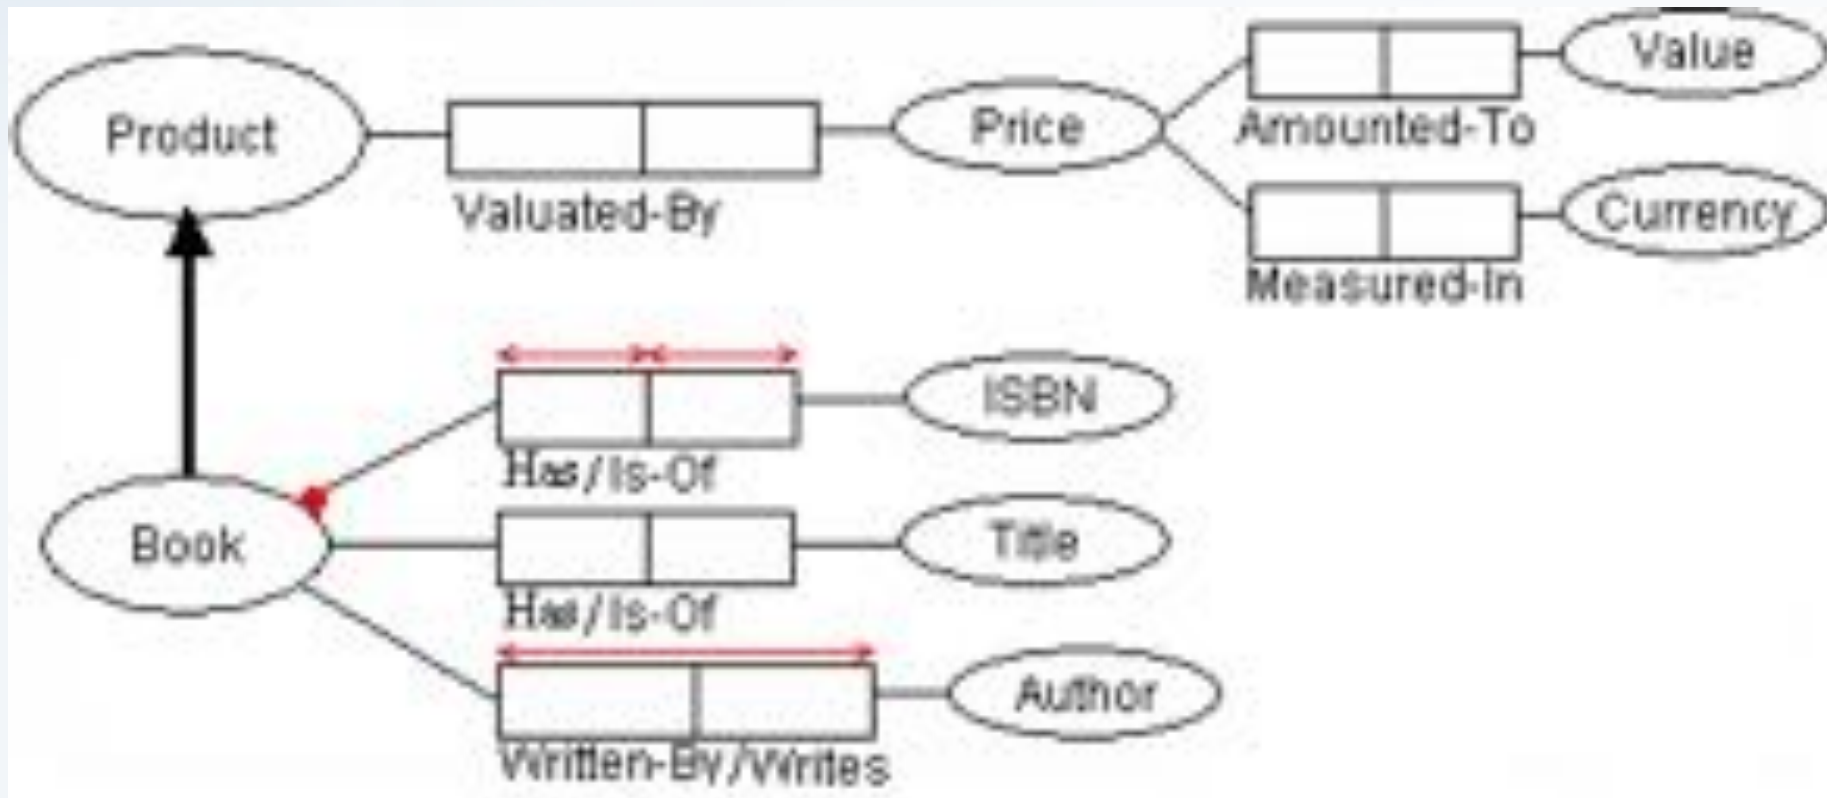 Product
Valuated-By
Price
Amounted-To
Value
Measured-In
Currency
Book
Has/Is-Of
ISBN
Has/Is-Of
Title
Written-By/Writes
Author